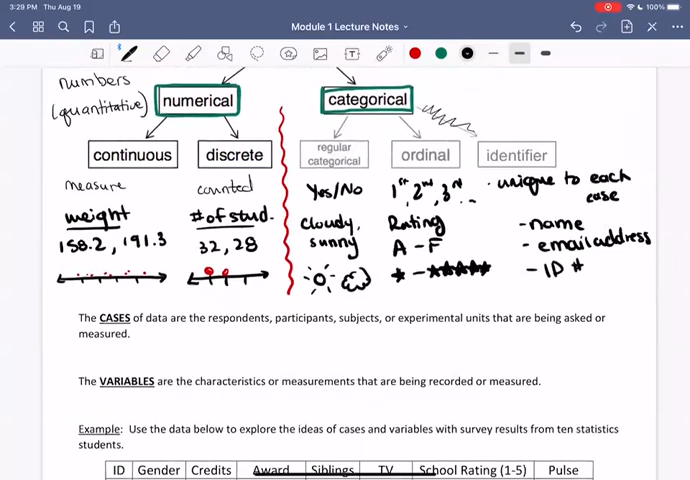 3:29 PM Thu Aug 19
100%
Module 1 Lecture Notes
numbers
(quantitative)
numerical
categorical
continuous
discrete
regular
categorical
ordinal
identifier
measure
weight
158.2, 191.3
counted
# of stud.
32, 28
Yes/No
Cloudy,
sunny
1st, 2nd, 3rd...
Rating
A - F
★ - ★★★★★
· unique to each
case
- name
- email address
- ID #
The CASES of data are the respondents, participants, subjects, or experimental units that are being asked or
measured.
The VARIABLES are the characteristics or measurements that are being recorded or measured.
Example: Use the data below to explore the ideas of cases and variables with survey results from ten statistics
students.
ID Gender Credits Award Siblings TV School Rating (1-5) Pulse